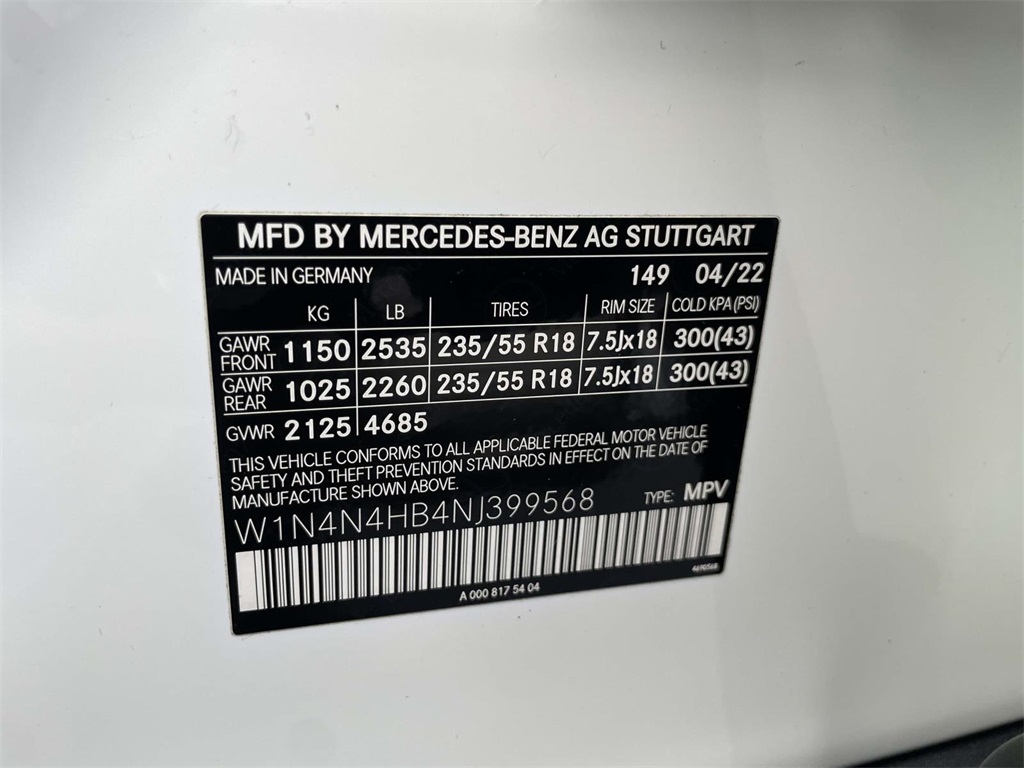 MFD BY MERCEDES-BENZ AG STUTTGART
MADE IN GERMANY 149 04/22
KG LB TIRES RIM SIZE COLD KPA (PSI)
GAWR FRONT 1150 2535 235/55 R18 7.5Jx18 300(43)
GAWR REAR 1025 2260 235/55 R18 7.5Jx18 300(43)
GVWR 2125 4685
THIS VEHICLE CONFORMS TO ALL APPLICABLE FEDERAL MOTOR VEHICLE
SAFETY AND THEFT PREVENTION STANDARDS IN EFFECT ON THE DATE OF
MANUFACTURE SHOWN ABOVE.
W1N4N4HB4NJ399568 TYPE: MPV
A 000 817 54 04